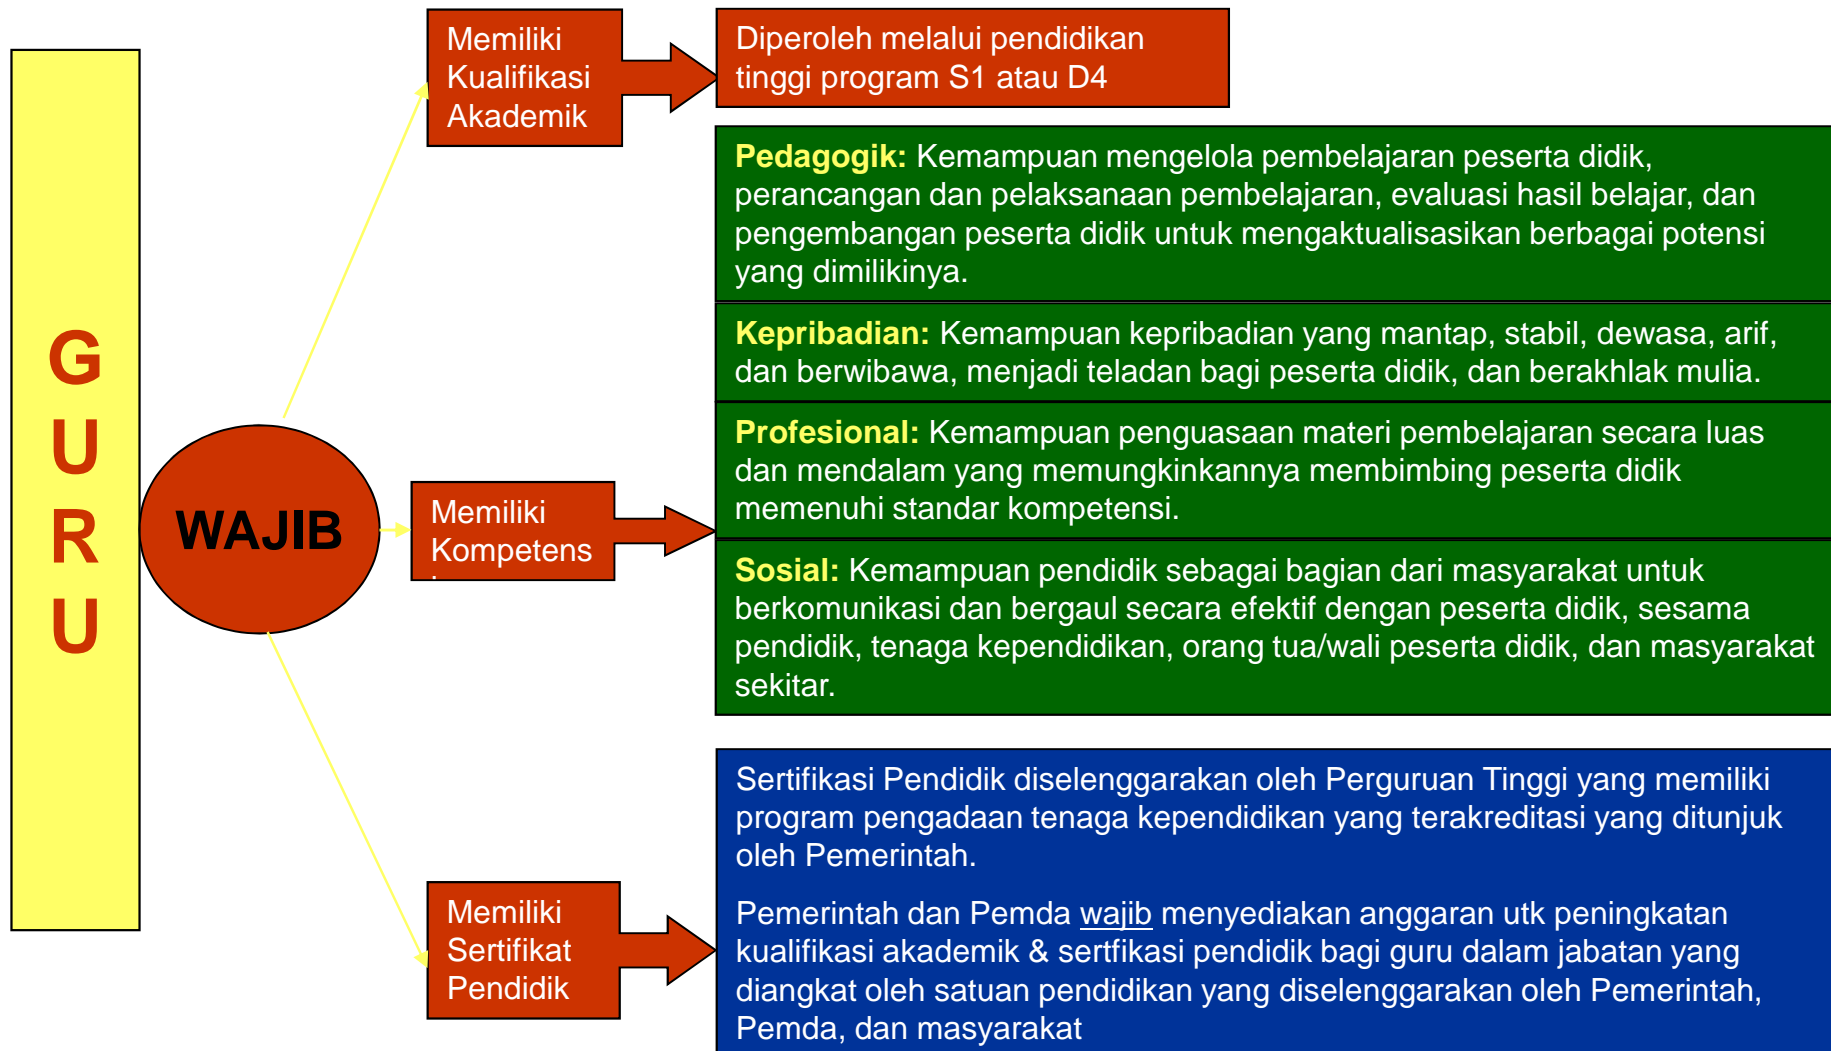 G
U
R
U
WAJIB
Memiliki
Kualifikasi
Akademik
Diperoleh melalui pendidikan
tinggi program S1 atau D4
Memiliki
Kompetens
Pedagogik: Kemampuan mengelola pembelajaran peserta didik,
perancangan dan pelaksanaan pembelajaran, evaluasi hasil belajar, dan
pengembangan peserta didik untuk mengaktualisasikan berbagai potensi
yang dimilikinya.
Kepribadian: Kemampuan kepribadian yang mantap, stabil, dewasa, arif,
dan berwibawa, menjadi teladan bagi peserta didik, dan berakhlak mulia.
Profesional: Kemampuan penguasaan materi pembelajaran secara luas
dan mendalam yang memungkinkannya membimbing peserta didik
memenuhi standar kompetensi.
Sosial: Kemampuan pendidik sebagai bagian dari masyarakat untuk
berkomunikasi dan bergaul secara efektif dengan peserta didik, sesama
pendidik, tenaga kependidikan, orang tua/wali peserta didik, dan masyarakat
sekitar.
Memiliki
Sertifikat
Pendidik
Sertifikasi Pendidik diselenggarakan oleh Perguruan Tinggi yang memiliki
program pengadaan tenaga kependidikan yang terakreditasi yang ditunjuk
oleh Pemerintah.
Pemerintah dan Pemda wajib menyediakan anggaran utk peningkatan
kualifikasi akademik & sertfikasi pendidik bagi guru dalam jabatan yang
diangkat oleh satuan pendidikan yang diselenggarakan oleh Pemerintah,
Pemda, dan masyarakat